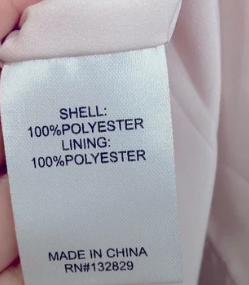 SHELL:
100%POLYESTER
LINING:
100%POLYESTER
MADE IN CHINA
RN#132829